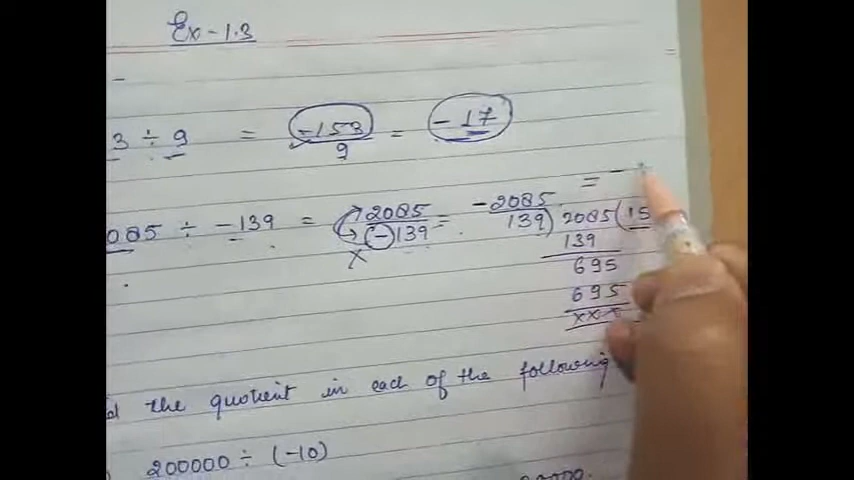 Ex-1.3
3 ÷ 9 = -153/9 = -17
085 ÷ -139 = 2085/(-)139 = -2085/139 = -
139) 2085 (15
139
695
695
xxx
the quotient in each of the following
200000 ÷ (-10)